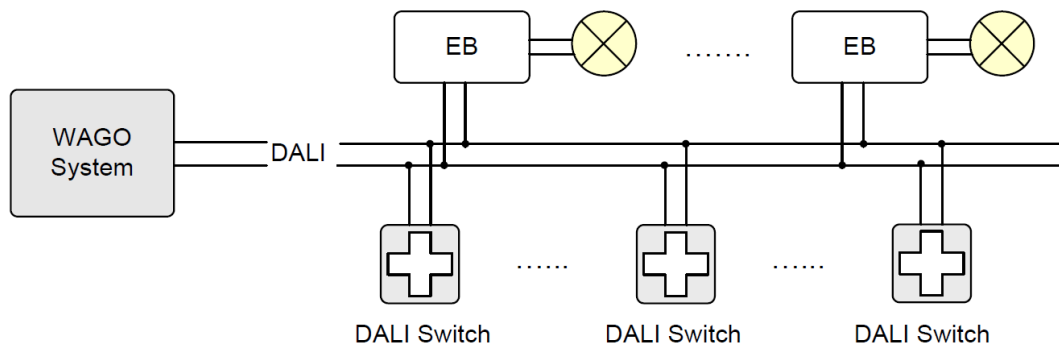 EB
.......
EB
WAGO
System
DALI
......
......
DALI Switch
DALI Switch
DALI Switch